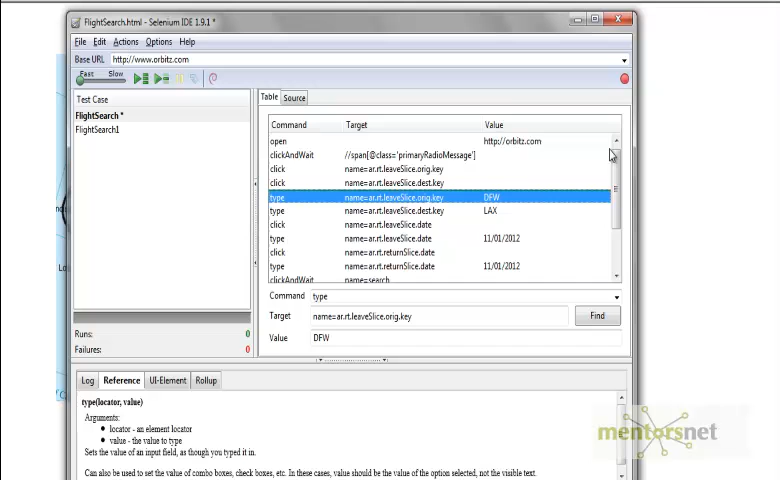 FlightSearch.html - Selenium IDE 1.9.1 *
File Edit Actions Options Help
Base URL http://www.orbitz.com
Fast Slow
Test Case
FlightSearch *
FlightSearch1
Table Source
Command Target Value
open http://orbitz.com
clickAndWait //span[@class='primaryRadioMessage']
click name=ar.rt.leaveSlice.orig.key
click name=ar.rt.leaveSlice.dest.key
type name=ar.rt.leaveSlice.orig.key DFW
type name=ar.rt.leaveSlice.dest.key LAX
click name=ar.rt.leaveSlice.date
type name=ar.rt.leaveSlice.date 11/01/2012
click name=ar.rt.returnSlice.date
type name=ar.rt.returnSlice.date 11/01/2012
clickAndWait name=search
Command type
Target name=ar.rt.leaveSlice.orig.key Find
Value DFW
Runs: 0
Failures: 0
Log Reference UI-Element Rollup
type(locator, value)
Arguments:
• locator - an element locator
• value - the value to type
Sets the value of an input field, as though you typed it in.
Can also be used to set the value of combo boxes, check boxes, etc. In these cases, value should be the value of the option selected, not the visible text.
mentorsnet